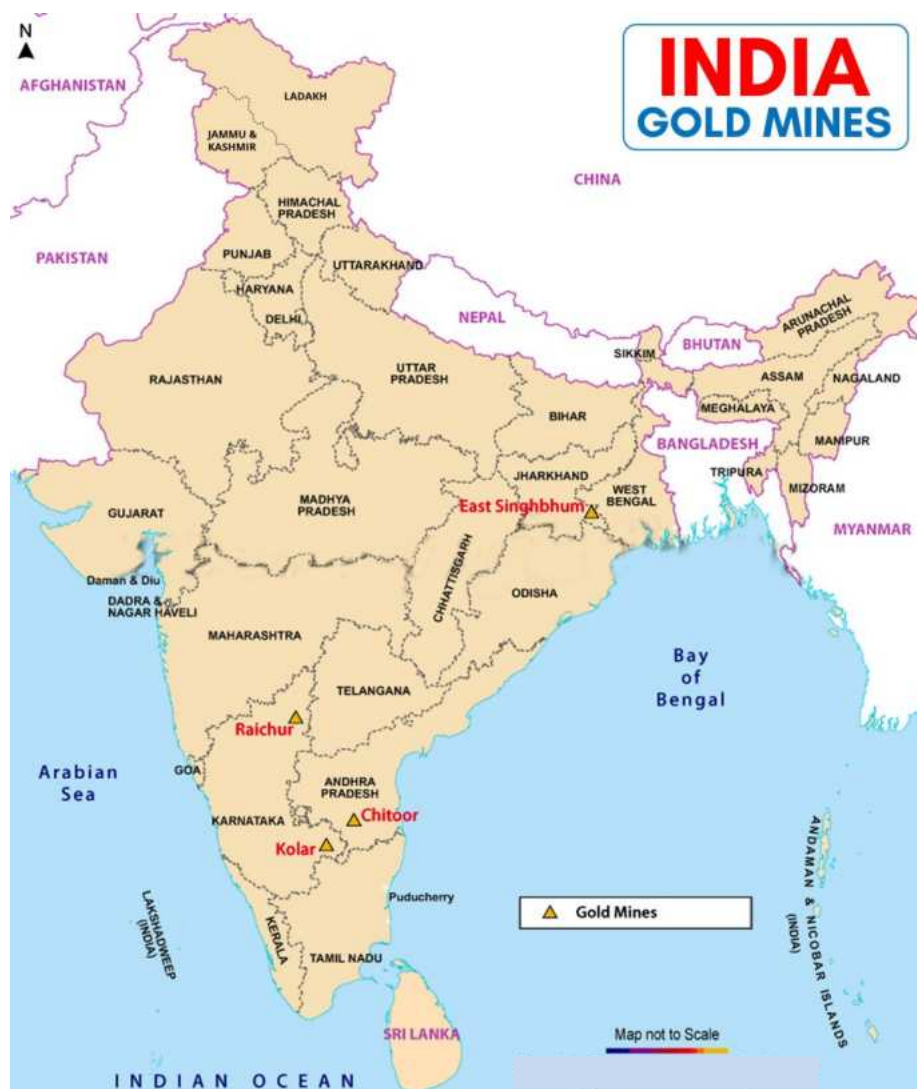 N
INDIA
GOLD MINES
AFGHANISTAN
LADAKH
JAMMU &
KASHMIR
CHINA
HIMACHAL
PRADESH
PAKISTAN
PUNJAB
UTTARAKHAND
HARYANA
DELHI
NEPAL
ARUNACHAL
PRADESH
SIKKIM
BHUTAN
RAJASTHAN
UTTAR
PRADESH
ASSAM
NAGALAND
BIHAR
MEGHALAYA
BANGLADESH
MANIPUR
JHARKHAND
TRIPURA
MIZORAM
MADHYA
PRADESH
WEST
BENGAL
East Singhbhum
GUJARAT
MYANMAR
CHHATTISGARH
Daman & Diu
ODISHA
DADRA &
NAGAR HAVELI
MAHARASHTRA
Bay
of
Bengal
TELANGANA
Raichur
Arabian
Sea
GOA
ANDHRA
PRADESH
KARNATAKA
Chitoor
Kolar
ANDAMAN & NICOBAR ISLANDS
(INDIA)
Puducherry
LAKSHADWEEP
(INDIA)
Gold Mines
KERALA
TAMIL NADU
SRI LANKA
Map not to Scale
INDIAN OCEAN